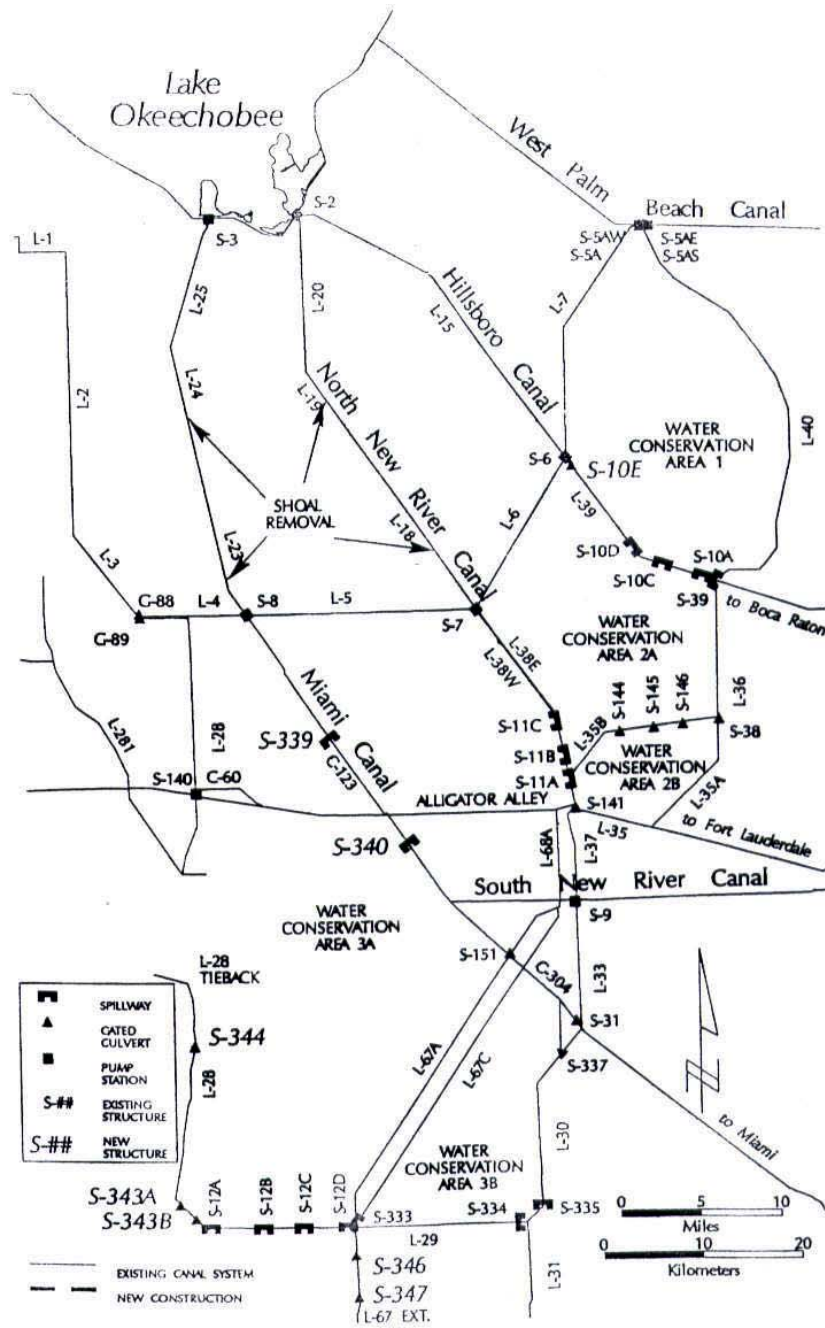 Lake
Okeechobee
West Palm
Beach Canal
S-2
S-3
S-5AW
S-5A
S-5AE
S-5AS
L-1
L-25
L-20
L-7
L-15
Hillsboro
Canal
L-2
L-24
L-19
North New River Canal
L-40
WATER
CONSERVATION
AREA 1
S-6
S-10E
L-39
SHOAL
REMOVAL
L-18
L-6
L-23
S-10D
S-10C
S-10A
S-39
to Boca Raton
L-3
G-88
L-4
S-8
L-5
S-7
G-89
WATER
CONSERVATION
AREA 2A
L-38E
L-38W
L-36
Miami Canal
S-144
S-145
S-146
S-38
L-28
L-281
S-339
C-123
S-11C
S-11B
S-11A
L-35B
WATER
CONSERVATION
AREA 2B
L-35A
S-140
C-60
ALLIGATOR ALLEY
S-141
L-35
to Fort Lauderdale
S-340
L-68A
L-37
South New River Canal
S-9
WATER
CONSERVATION
AREA 3A
S-151
C-304
L-33
L-28
TIEBACK
S-31
S-344
L-28
L-67A
L-67C
S-337
L-30
to Miami
SPILLWAY
GATED
CULVERT
PUMP
STATION
S-##
EXISTING
STRUCTURE
S-##
NEW
STRUCTURE
WATER
CONSERVATION
AREA 3B
S-343A
S-343B
S-12A
S-12B
S-12C
S-12D
S-333
L-29
S-334
S-335
L-31
S-346
S-347
L-67 EXT.
0 5 10
Miles
0 10 20
Kilometers
EXISTING CANAL SYSTEM
NEW CONSTRUCTION